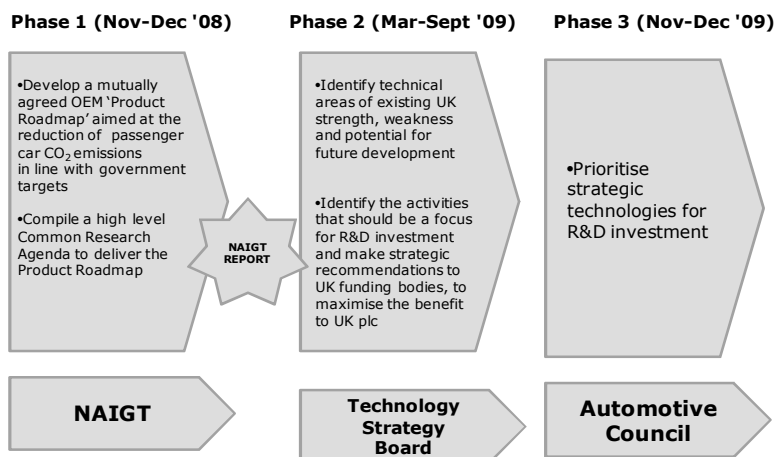 Phase 1 (Nov-Dec '08)
•Develop a mutually
agreed OEM ‘Product
Roadmap’ aimed at the
reduction of passenger
car CO₂ emissions
in line with government
targets
•Compile a high level
Common Research
Agenda to deliver the
Product Roadmap
NAIGT
REPORT
Phase 2 (Mar-Sept '09)
•Identify technical
areas of existing UK
strength, weakness
and potential for
future development
•Identify the activities
that should be a focus
for R&D investment
and make strategic
recommendations to
UK funding bodies, to
maximise the benefit
to UK plc
Phase 3 (Nov-Dec '09)
•Prioritise
strategic
technologies for
R&D investment
NAIGT
Technology
Strategy
Board
Automotive
Council